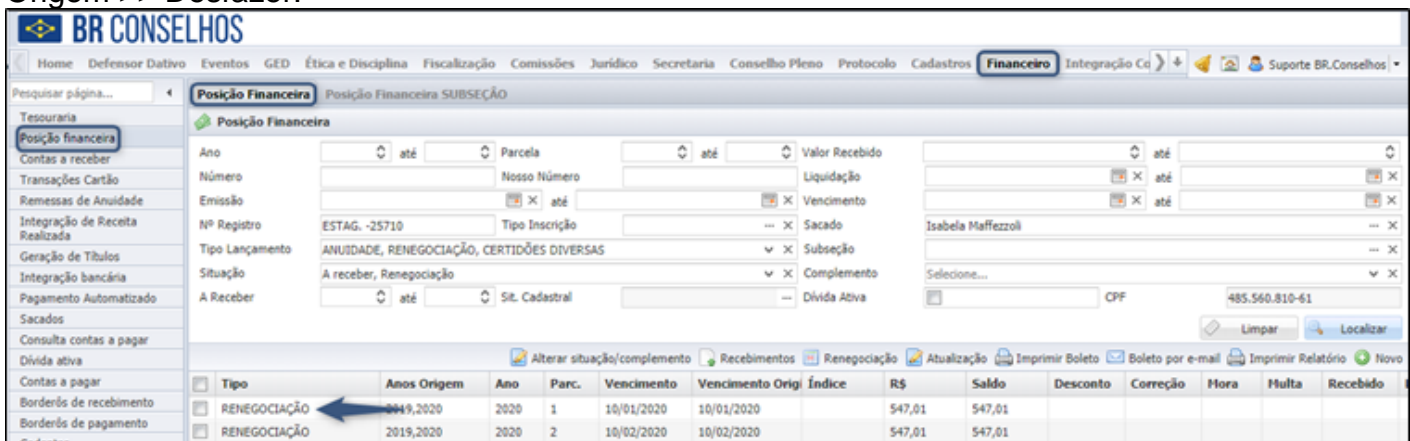 Origem >> Desfazer.
BR CONSELHOS
Home Defensor Dativo Eventos GED Ética e Disciplina Fiscalização Comissões Jurídico Secretaria Conselho Pleno Protocolo Cadastros Financeiro Integração Co Suporte BR.Conselhos
Pesquisar página... Posição Financeira Posição Financeira SUBSEÇÃO
Tesouraria
Posição Financeira
Posição financeira
Ano até Parcela até Valor Recebido até
Contas a receber
Número Nosso Número Liquidação até
Transações Cartão
Emissão até Vencimento até
Remessas de Anuidade
Nº Registro ESTAG. -25710 Tipo Inscrição Sacado Isabela Maffezzoli
Integração de Receita
Realizada
Tipo Lançamento ANUIDADE, RENEGOCIAÇÃO, CERTIDÕES DIVERSAS Subseção
Geração de Títulos
Situação A receber, Renegociação Complemento Selecione...
Integração bancária
A Receber até Sit. Cadastral Dívida Ativa CPF 485.560.810-61
Pagamento Automatizado
Sacados
Limpar Localizar
Consulta contas a pagar
Dívida ativa
Alterar situação/complemento Recebimentos Renegociação Atualização Imprimir Boleto Boleto por e-mail Imprimir Relatório Novo
Contas a pagar
Tipo Anos Origem Ano Parc. Vencimento Vencimento Origi Índice R$ Saldo Desconto Correção Mora Multa Recebido
Borderôs de recebimento
RENEGOCIAÇÃO 2019,2020 2020 1 10/01/2020 10/01/2020 547,01 547,01
Borderôs de pagamento
RENEGOCIAÇÃO 2019,2020 2020 2 10/02/2020 10/02/2020 547,01 547,01